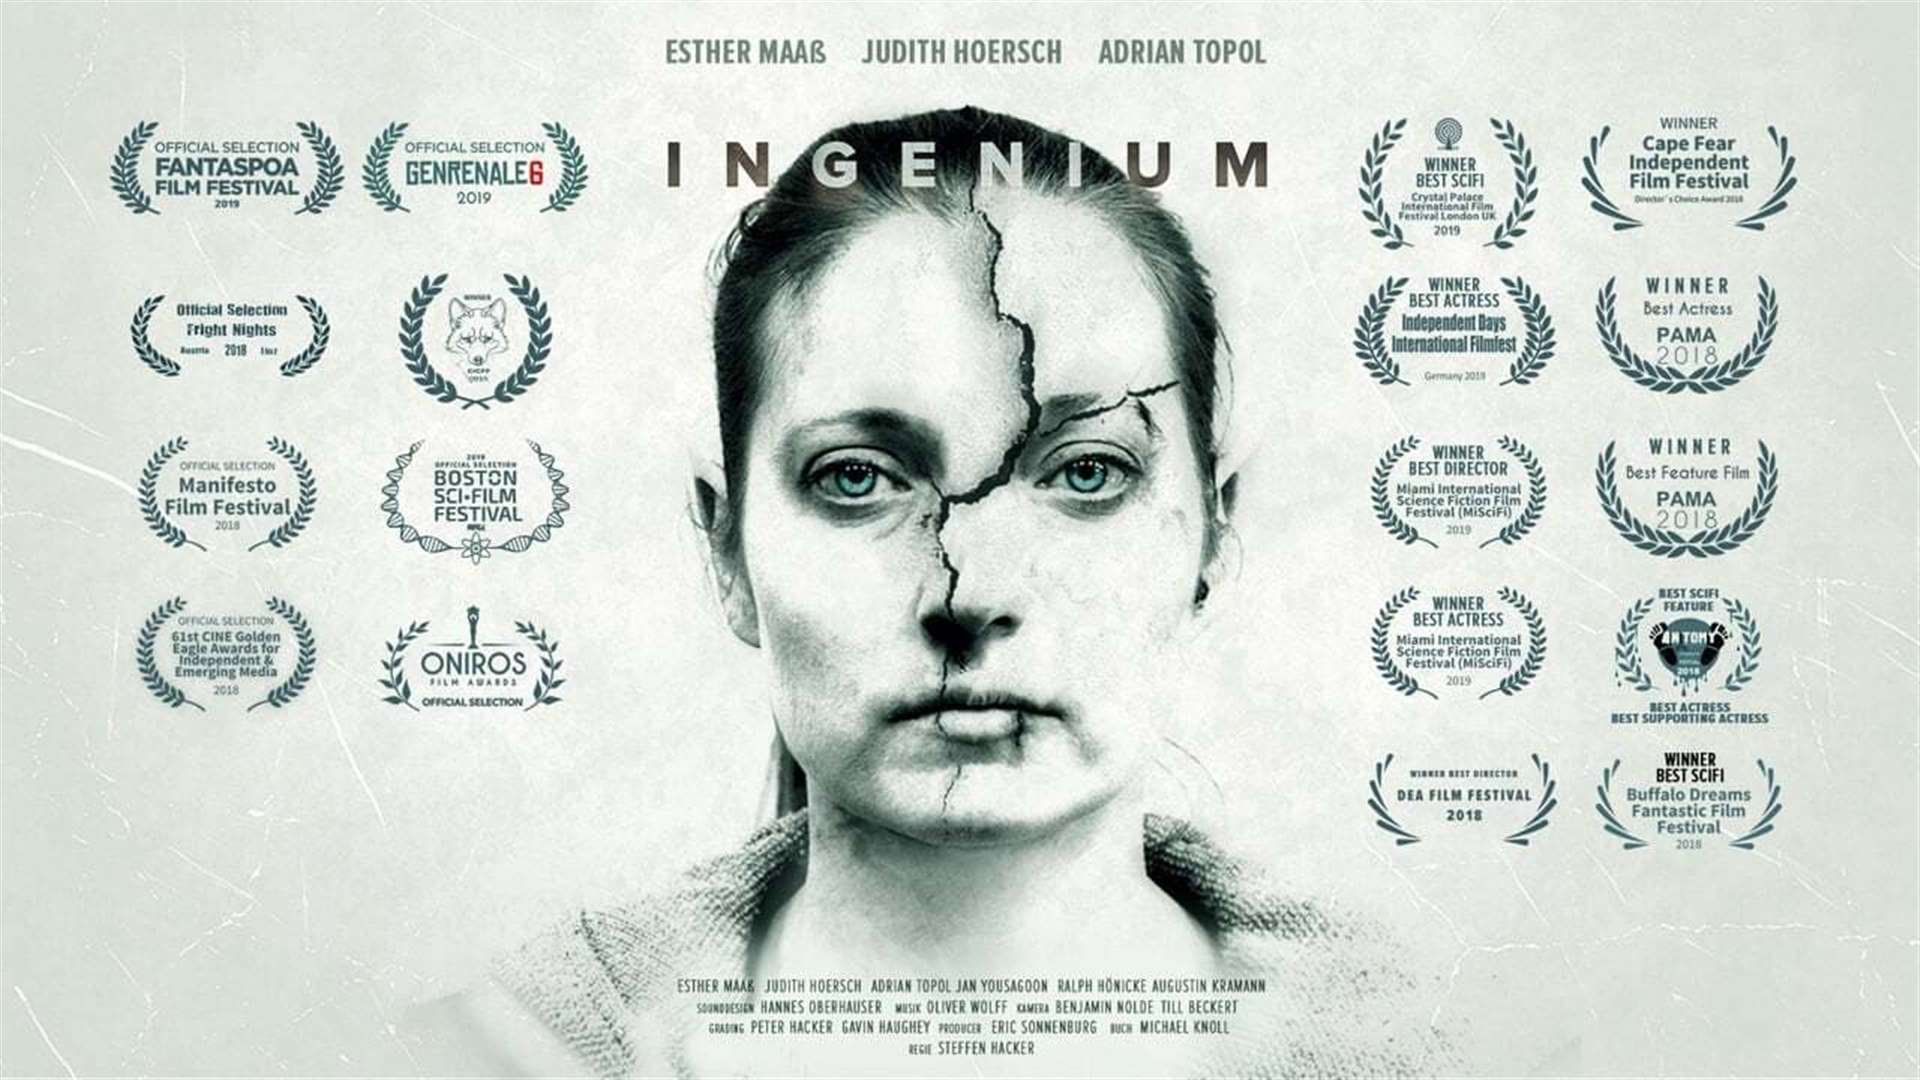 ESTHER MAAß JUDITH HOERSCH ADRIAN TOPOL
INGENIUM
OFFICIAL SELECTION
FANTASPOA
FILM FESTIVAL
2019
OFFICIAL SELECTION
GENRENALE6
2019
Official Selection
Fright Nights
Austria 2018
WINNER
OFFICIAL SELECTION
Manifesto
Film Festival
2018
2019
OFFICIAL SELECTION
BOSTON
SCI-FILM
FESTIVAL
OFFICIAL SELECTION
61st CINE Golden
Eagle Awards for
Independent &
Emerging Media
2018
ONIROS
FILM AWARDS
OFFICIAL SELECTION
WINNER
BEST SCIFI
Crystal Palace
International Film
Festival London UK
2019
WINNER
Cape Fear
Independent
Film Festival
Director´s Choice Award 2018
WINNER
BEST ACTRESS
Independent Days
International Filmfest
Germany 2019
WINNER
Best Actress
PAMA
2018
WINNER
BEST DIRECTOR
Miami International
Science Fiction Film
Festival (MiSciFi)
2019
WINNER
Best Feature Film
PAMA
2018
WINNER
BEST ACTRESS
Miami International
Science Fiction Film
Festival (MiSciFi)
2019
BEST SCIFI
FEATURE
2018
BEST ACTRESS
BEST SUPPORTING ACTRESS
WINNER BEST DIRECTOR
DEA FILM FESTIVAL
2018
WINNER
BEST SCIFI
Buffalo Dreams
Fantastic Film
Festival
2018
ESTHER MAAß JUDITH HOERSCH ADRIAN TOPOL JAN YOUSAGOON RALPH HÖNICKE AUGUSTIN KRAMANN
SOUNDDESIGN HANNES OBERHAUSER MUSIK OLIVER WOLFF KAMERA BENJAMIN NOLDE TILL BECKERT
GRADING PETER HACKER GAVIN HAUGHEY PRODUCER ERIC SONNENBURG BUCH MICHAEL KNOLL
REGIE STEFFEN HACKER